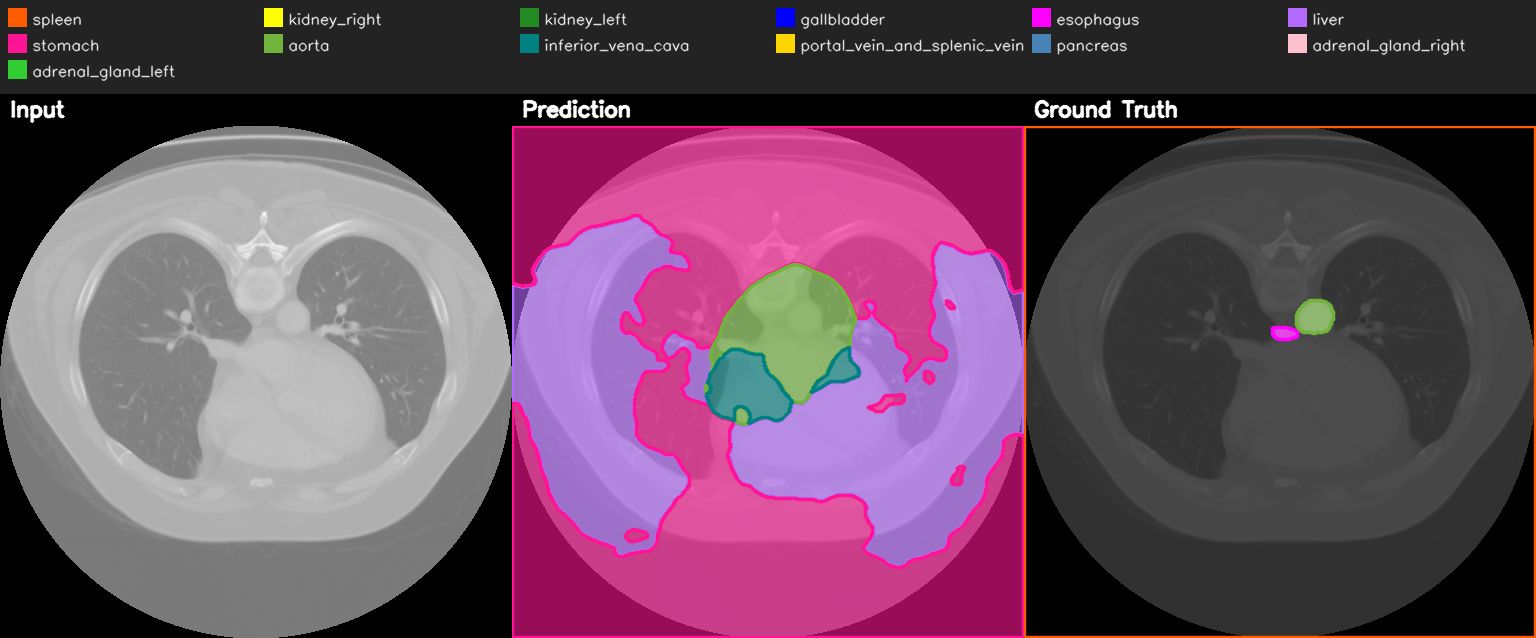 spleen kidney_right kidney_left gallbladder esophagus liver
stomach aorta inferior_vena_cava portal_vein_and_splenic_vein pancreas adrenal_gland_right
adrenal_gland_left
Input Prediction Ground Truth